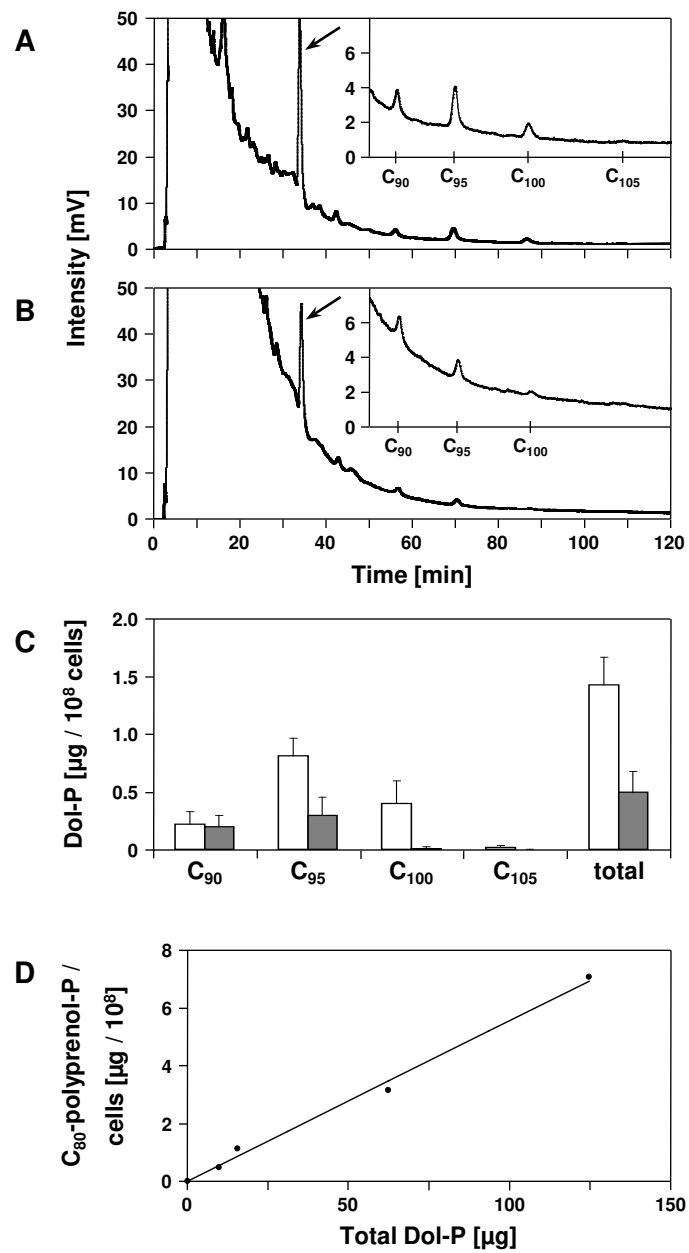 A
Intensity [mV]
50
40
30
20
10
0
6
4
2
0
C₉₀ C₉₅ C₁₀₀ C₁₀₅
B
50
40
30
20
10
0
6
4
2
0
C₉₀ C₉₅ C₁₀₀
0 20 40 60 80 100 120
Time [min]
C
Dol-P [µg / 10⁸ cells]
2.0
1.5
1.0
0.5
0
C₉₀ C₉₅ C₁₀₀ C₁₀₅ total
D
C₈₀-polyprenol-P /
cells [µg / 10⁸]
8
6
4
2
0
0 50 100 150
Total Dol-P [µg]